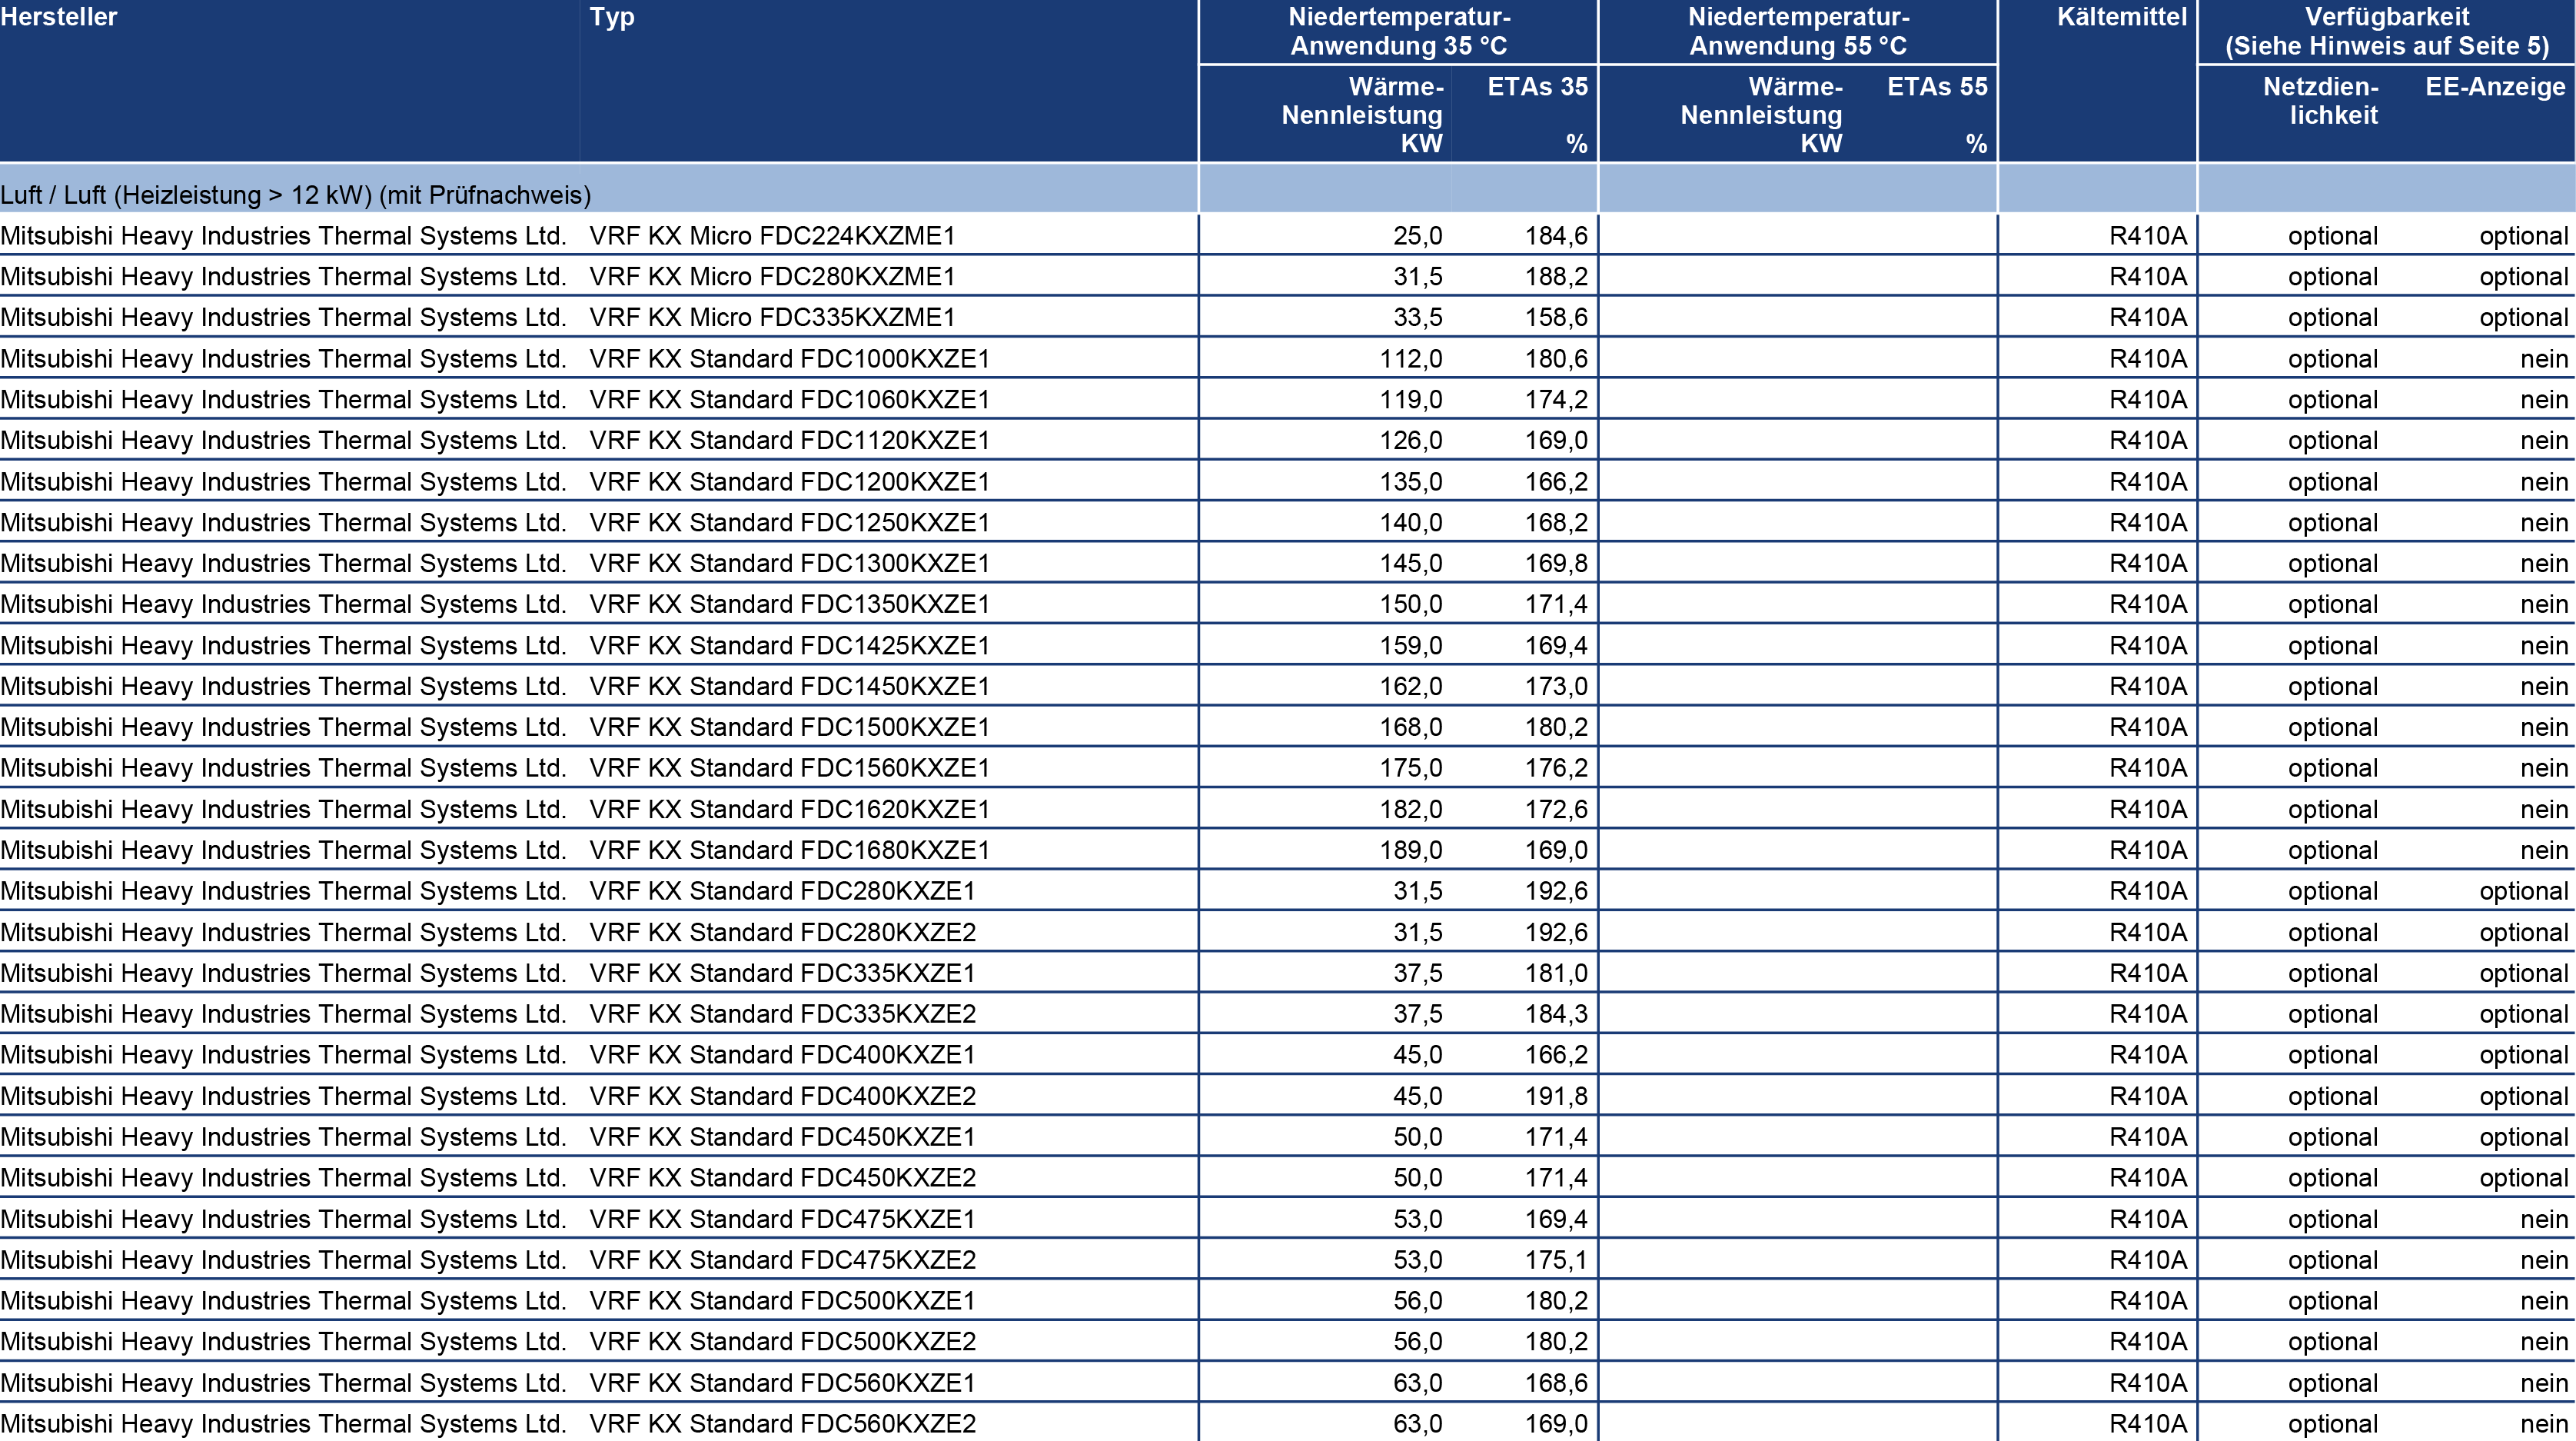 Hersteller Typ Niedertemperatur- Niedertemperatur- Kältemittel Verfügbarkeit
Anwendung 35 °C Anwendung 55 °C (Siehe Hinweis auf Seite 5)
Wärme- ETAs 35 Wärme- ETAs 55 Netzdien- EE-Anzeige
Nennleistung Nennleistung lichkeit
KW % KW %
Luft / Luft (Heizleistung > 12 kW) (mit Prüfnachweis)
Mitsubishi Heavy Industries Thermal Systems Ltd. VRF KX Micro FDC224KXZME1 25,0 184,6 R410A optional optional
Mitsubishi Heavy Industries Thermal Systems Ltd. VRF KX Micro FDC280KXZME1 31,5 188,2 R410A optional optional
Mitsubishi Heavy Industries Thermal Systems Ltd. VRF KX Micro FDC335KXZME1 33,5 158,6 R410A optional optional
Mitsubishi Heavy Industries Thermal Systems Ltd. VRF KX Standard FDC1000KXZE1 112,0 180,6 R410A optional nein
Mitsubishi Heavy Industries Thermal Systems Ltd. VRF KX Standard FDC1060KXZE1 119,0 174,2 R410A optional nein
Mitsubishi Heavy Industries Thermal Systems Ltd. VRF KX Standard FDC1120KXZE1 126,0 169,0 R410A optional nein
Mitsubishi Heavy Industries Thermal Systems Ltd. VRF KX Standard FDC1200KXZE1 135,0 166,2 R410A optional nein
Mitsubishi Heavy Industries Thermal Systems Ltd. VRF KX Standard FDC1250KXZE1 140,0 168,2 R410A optional nein
Mitsubishi Heavy Industries Thermal Systems Ltd. VRF KX Standard FDC1300KXZE1 145,0 169,8 R410A optional nein
Mitsubishi Heavy Industries Thermal Systems Ltd. VRF KX Standard FDC1350KXZE1 150,0 171,4 R410A optional nein
Mitsubishi Heavy Industries Thermal Systems Ltd. VRF KX Standard FDC1425KXZE1 159,0 169,4 R410A optional nein
Mitsubishi Heavy Industries Thermal Systems Ltd. VRF KX Standard FDC1450KXZE1 162,0 173,0 R410A optional nein
Mitsubishi Heavy Industries Thermal Systems Ltd. VRF KX Standard FDC1500KXZE1 168,0 180,2 R410A optional nein
Mitsubishi Heavy Industries Thermal Systems Ltd. VRF KX Standard FDC1560KXZE1 175,0 176,2 R410A optional nein
Mitsubishi Heavy Industries Thermal Systems Ltd. VRF KX Standard FDC1620KXZE1 182,0 172,6 R410A optional nein
Mitsubishi Heavy Industries Thermal Systems Ltd. VRF KX Standard FDC1680KXZE1 189,0 169,0 R410A optional nein
Mitsubishi Heavy Industries Thermal Systems Ltd. VRF KX Standard FDC280KXZE1 31,5 192,6 R410A optional optional
Mitsubishi Heavy Industries Thermal Systems Ltd. VRF KX Standard FDC280KXZE2 31,5 192,6 R410A optional optional
Mitsubishi Heavy Industries Thermal Systems Ltd. VRF KX Standard FDC335KXZE1 37,5 181,0 R410A optional optional
Mitsubishi Heavy Industries Thermal Systems Ltd. VRF KX Standard FDC335KXZE2 37,5 184,3 R410A optional optional
Mitsubishi Heavy Industries Thermal Systems Ltd. VRF KX Standard FDC400KXZE1 45,0 166,2 R410A optional optional
Mitsubishi Heavy Industries Thermal Systems Ltd. VRF KX Standard FDC400KXZE2 45,0 191,8 R410A optional optional
Mitsubishi Heavy Industries Thermal Systems Ltd. VRF KX Standard FDC450KXZE1 50,0 171,4 R410A optional optional
Mitsubishi Heavy Industries Thermal Systems Ltd. VRF KX Standard FDC450KXZE2 50,0 171,4 R410A optional optional
Mitsubishi Heavy Industries Thermal Systems Ltd. VRF KX Standard FDC475KXZE1 53,0 169,4 R410A optional nein
Mitsubishi Heavy Industries Thermal Systems Ltd. VRF KX Standard FDC475KXZE2 53,0 175,1 R410A optional nein
Mitsubishi Heavy Industries Thermal Systems Ltd. VRF KX Standard FDC500KXZE1 56,0 180,2 R410A optional nein
Mitsubishi Heavy Industries Thermal Systems Ltd. VRF KX Standard FDC500KXZE2 56,0 180,2 R410A optional nein
Mitsubishi Heavy Industries Thermal Systems Ltd. VRF KX Standard FDC560KXZE1 63,0 168,6 R410A optional nein
Mitsubishi Heavy Industries Thermal Systems Ltd. VRF KX Standard FDC560KXZE2 63,0 169,0 R410A optional nein